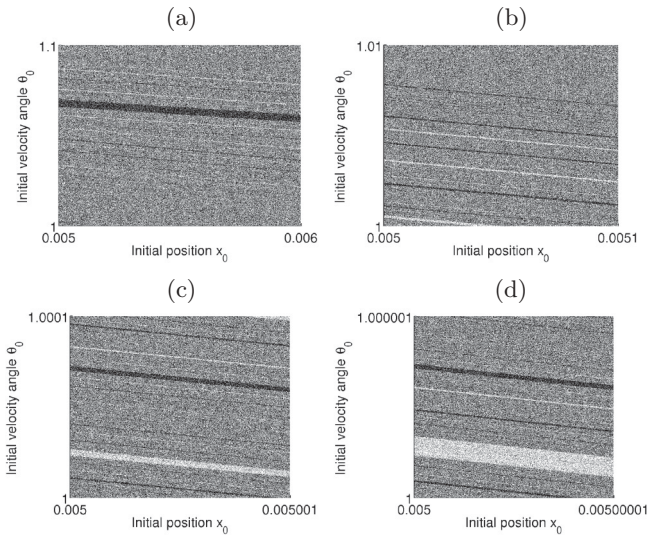 (a)
1.1
Initial velocity angle θ0
1
0.005
0.006
Initial position x0
(b)
1.01
Initial velocity angle θ0
1
0.005
0.0051
Initial position x0
(c)
1.0001
Initial velocity angle θ0
1
0.005
0.005001
Initial position x0
(d)
1.000001
Initial velocity angle θ0
1
0.005
0.00500001
Initial position x0